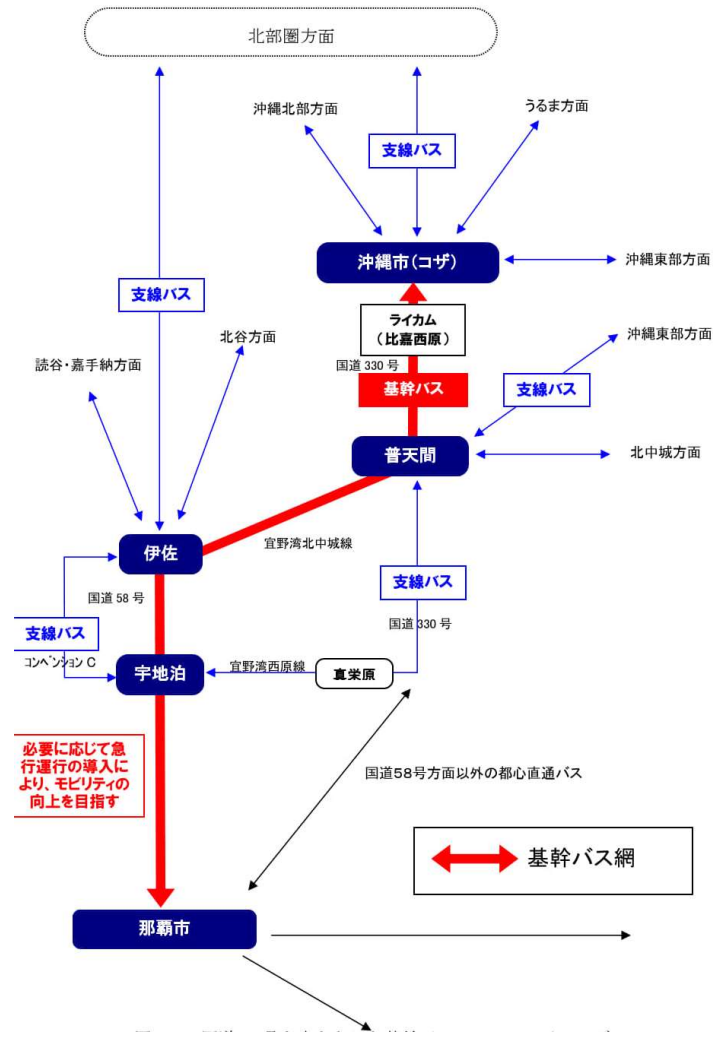 北部圏方面
沖縄北部方面
うるま方面
支線バス
沖縄市(コザ)
沖縄東部方面
支線バス
ライカム
(比嘉西原)
北谷方面
国道 330 号
沖縄東部方面
読谷・嘉手納方面
基幹バス
支線バス
普天間
北中城方面
伊佐
宜野湾北中城線
支線バス
国道 58 号
国道 330 号
支線バス
コンベンション C
宇地泊
宜野湾西原線
真栄原
必要に応じて急
行運行の導入に
より、モビリティの
向上を目指す
国道58号方面以外の都心直通バス
基幹バス網
那覇市